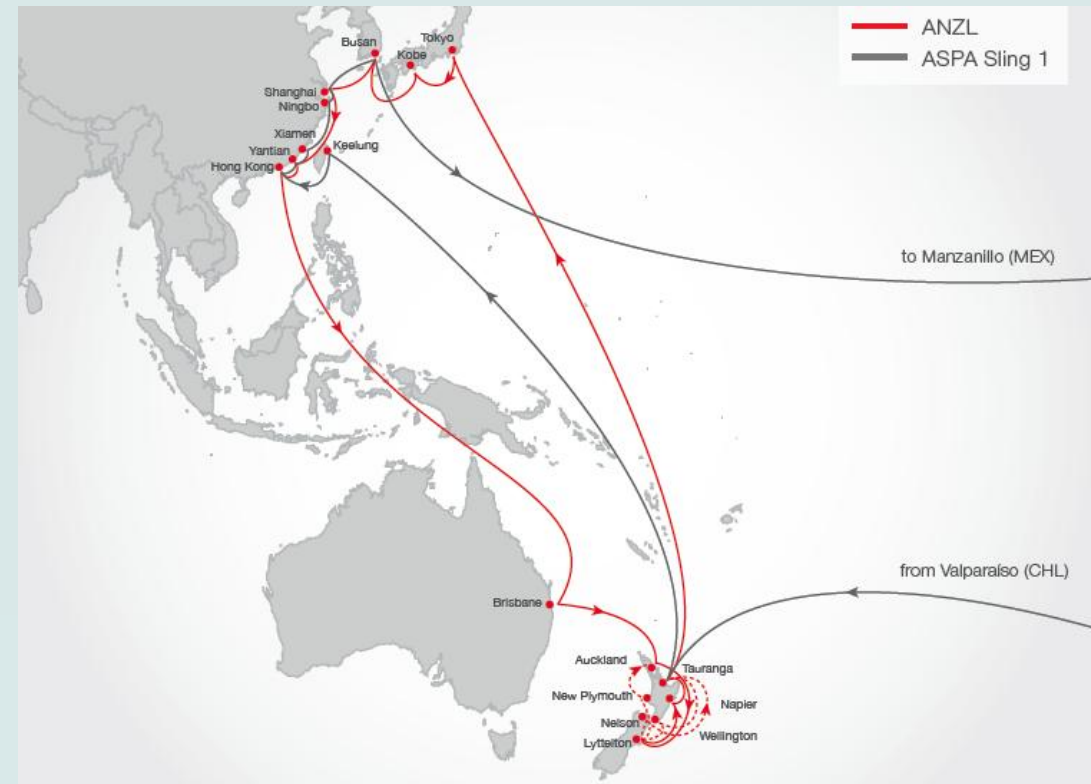 ANZL
ASPA Sling 1
Tokyo
Busan
Kobe
Shanghai
Ningbo
Xiamen
Keelung
Yantian
Hong Kong
to Manzanillo (MEX)
from Valparaíso (CHL)
Brisbane
Auckland
Tauranga
New Plymouth
Napier
Nelson
Wellington
Lyttelton